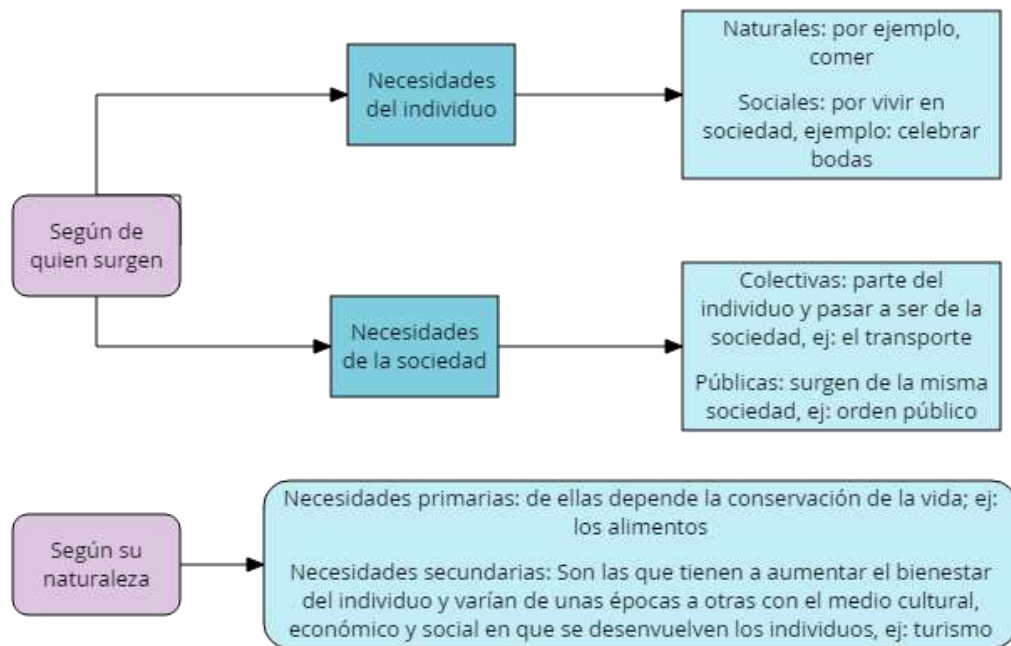 Según de
quien surgen
Necesidades
del individuo
Naturales: por ejemplo,
comer
Sociales: por vivir en
sociedad, ejemplo: celebrar
bodas
Necesidades
de la sociedad
Colectivas: parte del
individuo y pasar a ser de la
sociedad, ej: el transporte
Públicas: surgen de la misma
sociedad, ej: orden público
Según su
naturaleza
Necesidades primarias: de ellas depende la conservación de la vida; ej:
los alimentos
Necesidades secundarias: Son las que tienen a aumentar el bienestar
del individuo y varían de unas épocas a otras con el medio cultural,
económico y social en que se desenvuelven los individuos, ej: turismo